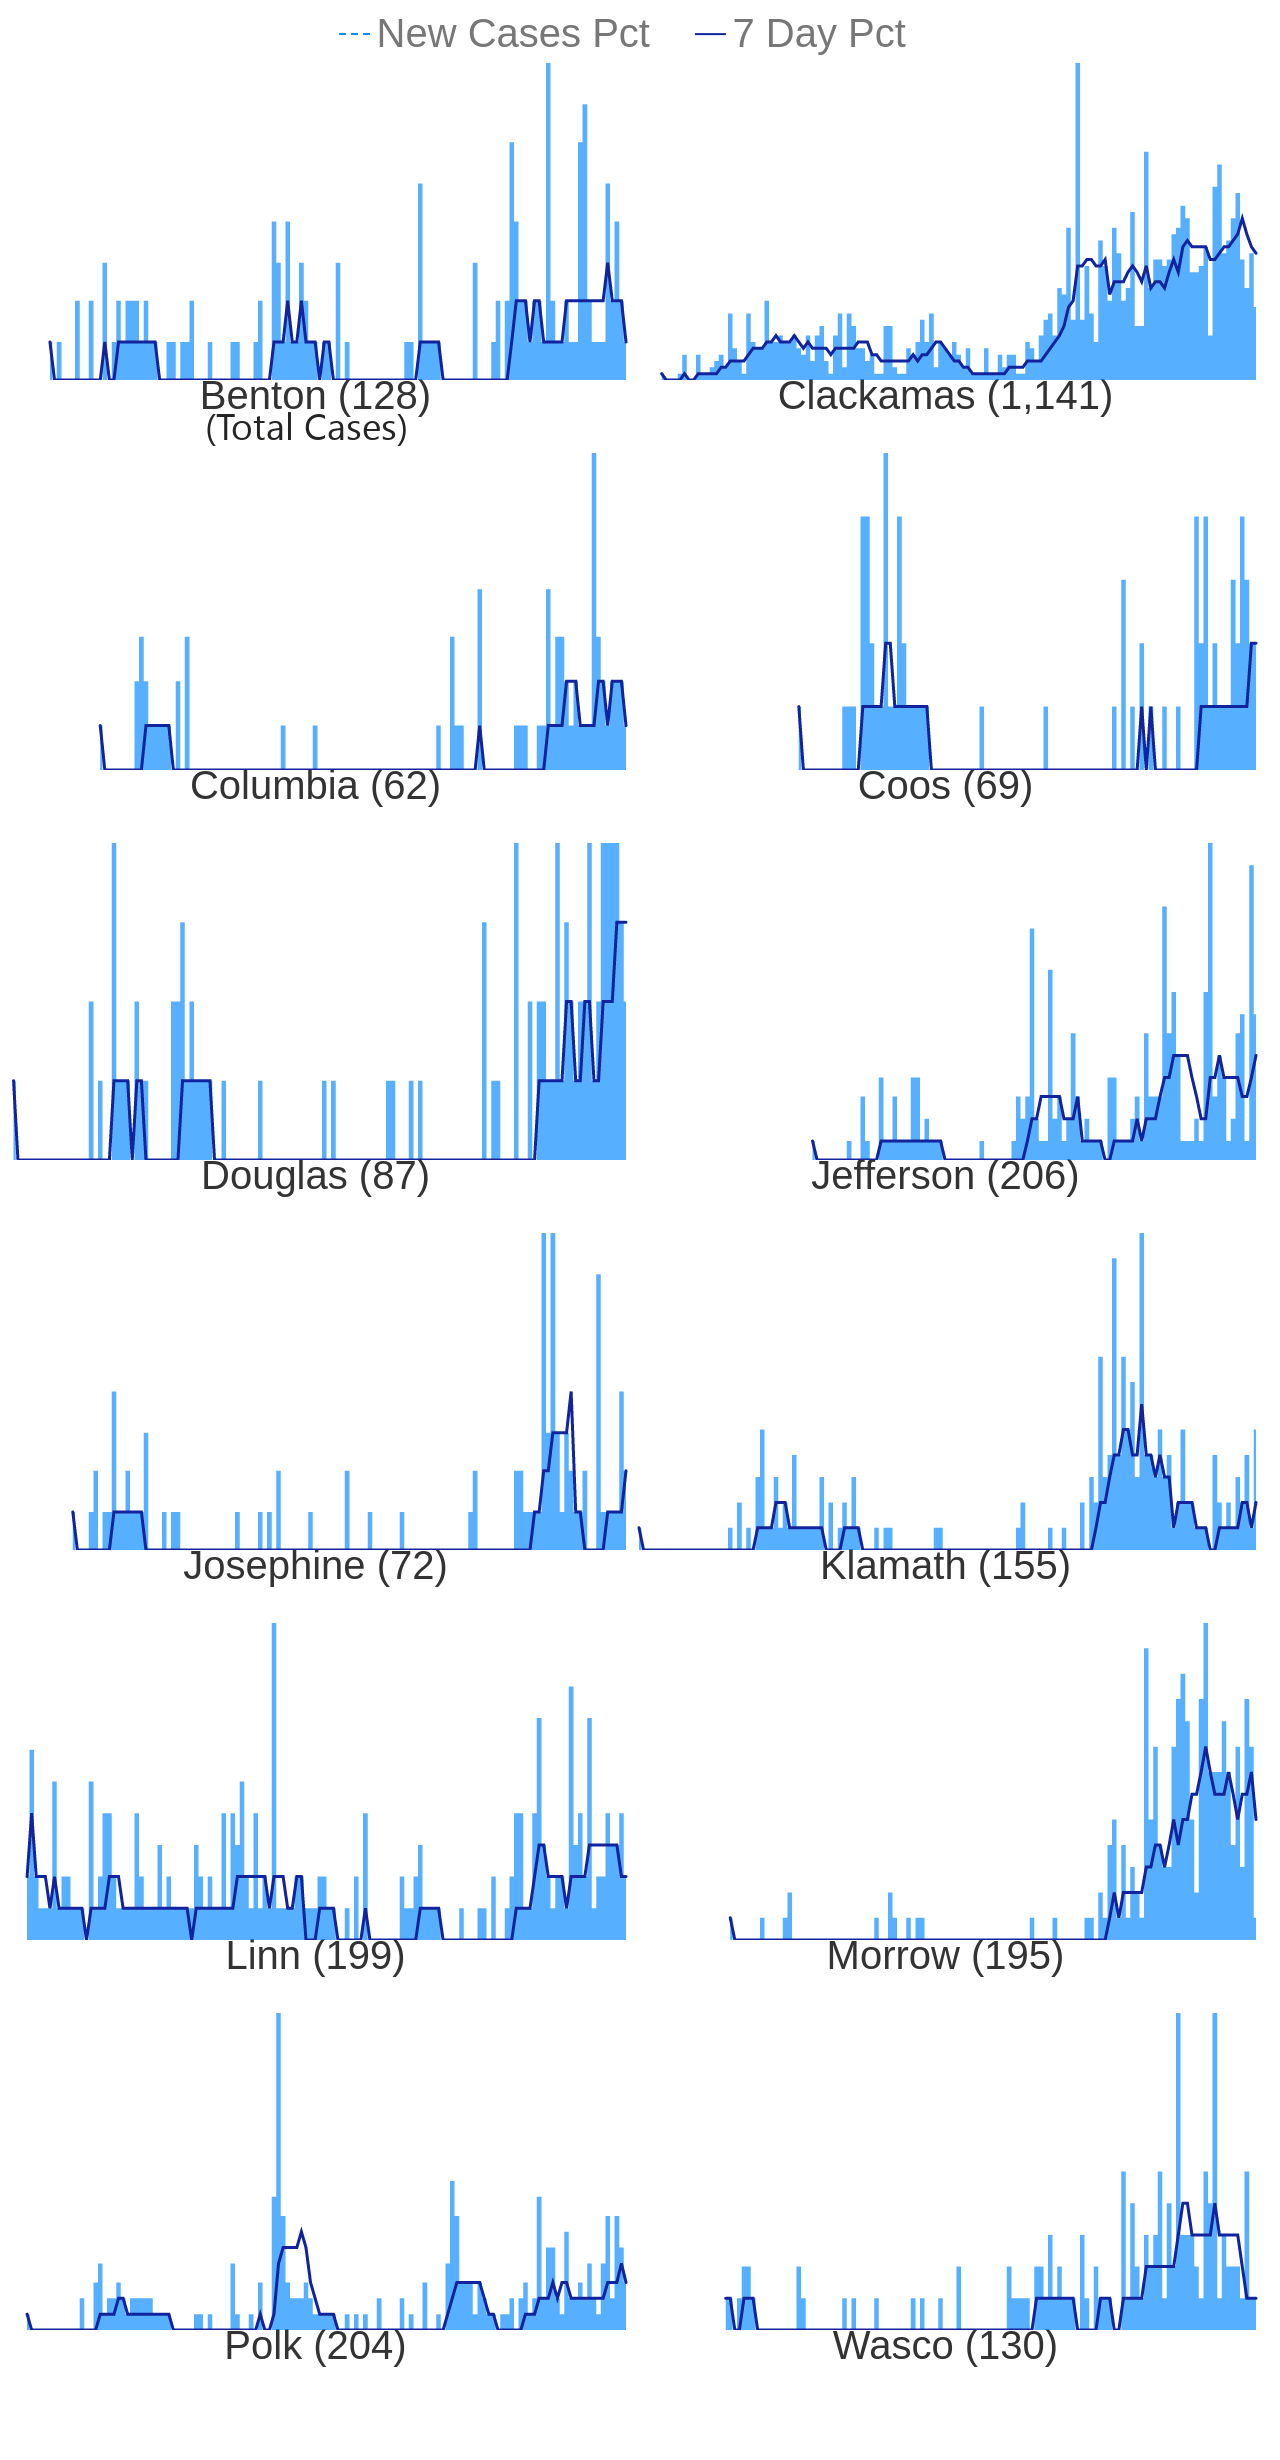 New Cases Pct 7 Day Pct
Benton (128) Clackamas (1,141)
(Total Cases)
Columbia (62) Coos (69)
Douglas (87) Jefferson (206)
Josephine (72) Klamath (155)
Linn (199) Morrow (195)
Polk (204) Wasco (130)